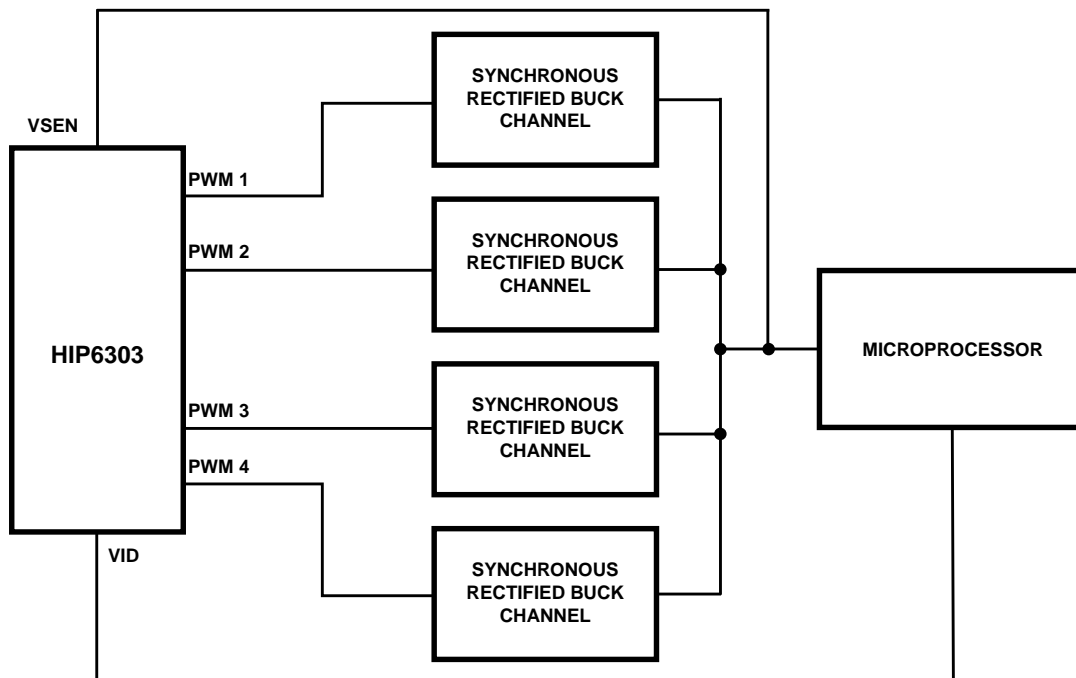 VSEN
HIP6303
PWM 1
PWM 2
PWM 3
PWM 4
VID
SYNCHRONOUS
RECTIFIED BUCK
CHANNEL
SYNCHRONOUS
RECTIFIED BUCK
CHANNEL
SYNCHRONOUS
RECTIFIED BUCK
CHANNEL
SYNCHRONOUS
RECTIFIED BUCK
CHANNEL
MICROPROCESSOR